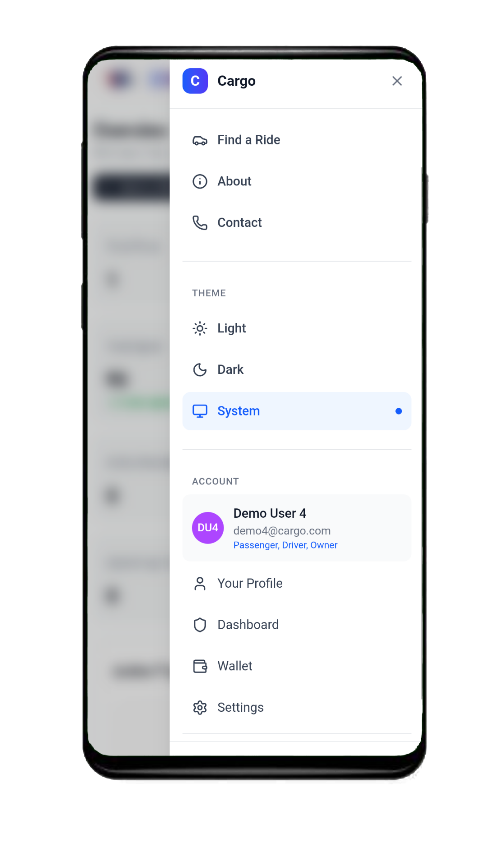 C Cargo
Find a Ride
About
Contact
THEME
Light
Dark
System
ACCOUNT
DU4
Demo User 4
demo4@cargo.com
Passenger, Driver, Owner
Your Profile
Dashboard
Wallet
Settings